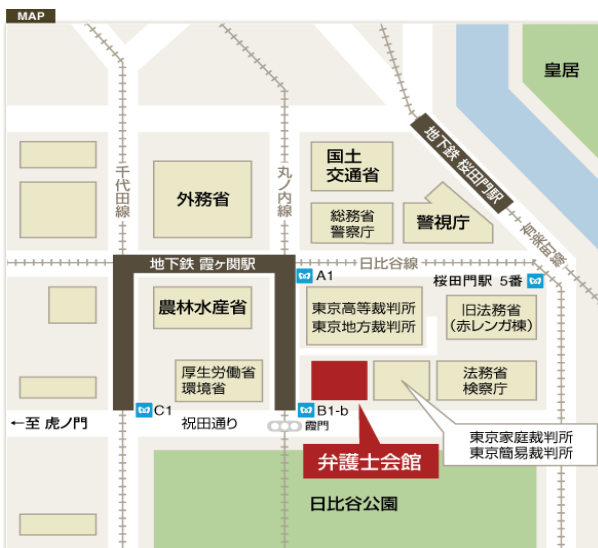 MAP
皇居
地下鉄 桜田門駅
国土
交通省
千代田線
外務省
丸ノ内線
総務省
警察庁
警視庁
有楽町線
地下鉄 霞ヶ関駅
日比谷線
A1
桜田門駅 5番
農林水産省
東京高等裁判所
東京地方裁判所
旧法務省
(赤レンガ棟)
厚生労働省
環境省
法務省
検察庁
C1
B1-b
←至 虎ノ門
祝田通り
霞門
東京家庭裁判所
東京簡易裁判所
弁護士会館
日比谷公園